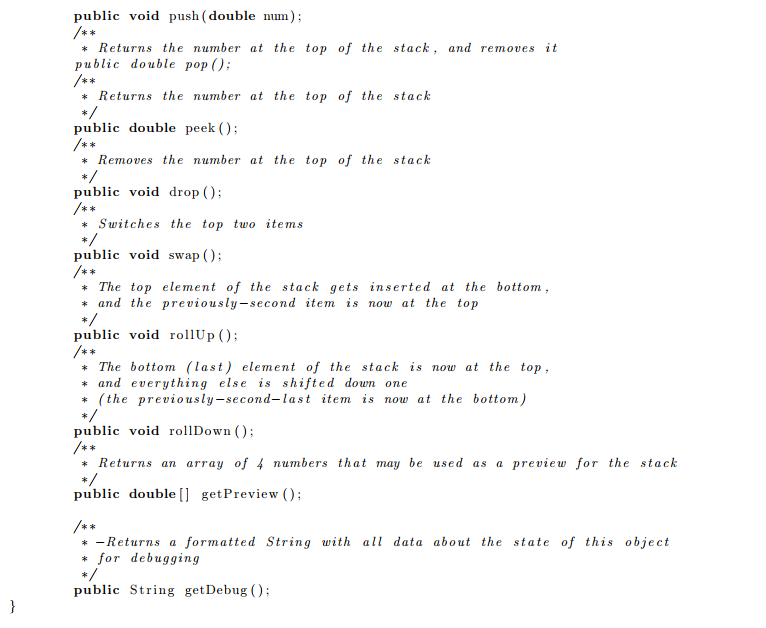 public void push(double num);
/**
* Returns the number at the top of the stack, and removes it
public double pop();
/**
* Returns the number at the top of the stack
*/
public double peek();
/**
* Removes the number at the top of the stack
*/
public void drop();
/**
* Switches the top two items
*/
public void swap();
/**
* The top element of the stack gets inserted at the bottom,
* and the previously-second item is now at the top
*/
public void rollUp();
/**
* The bottom (last) element of the stack is now at the top,
* and everything else is shifted down one
* (the previously-second-last item is now at the bottom)
*/
public void rollDown();
/**
* Returns an array of 4 numbers that may be used as a preview for the stack
*/
public double[] getPreview();
/**
* -Returns a formatted String with all data about the state of this object
* for debugging
*/
public String getDebug();
}